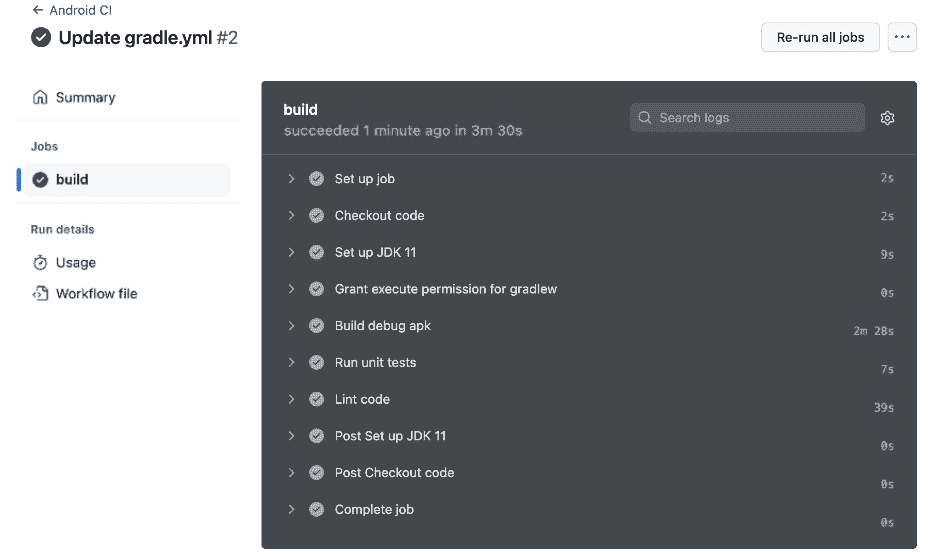 ← Android CI
Update gradle.yml #2
Re-run all jobs
...
Summary
Jobs
build
Run details
Usage
Workflow file
build
succeeded 1 minute ago in 3m 30s
Search logs
Set up job 2s
Checkout code 2s
Set up JDK 11 9s
Grant execute permission for gradlew 0s
Build debug apk 2m 28s
Run unit tests 7s
Lint code 39s
Post Set up JDK 11 0s
Post Checkout code 0s
Complete job 0s